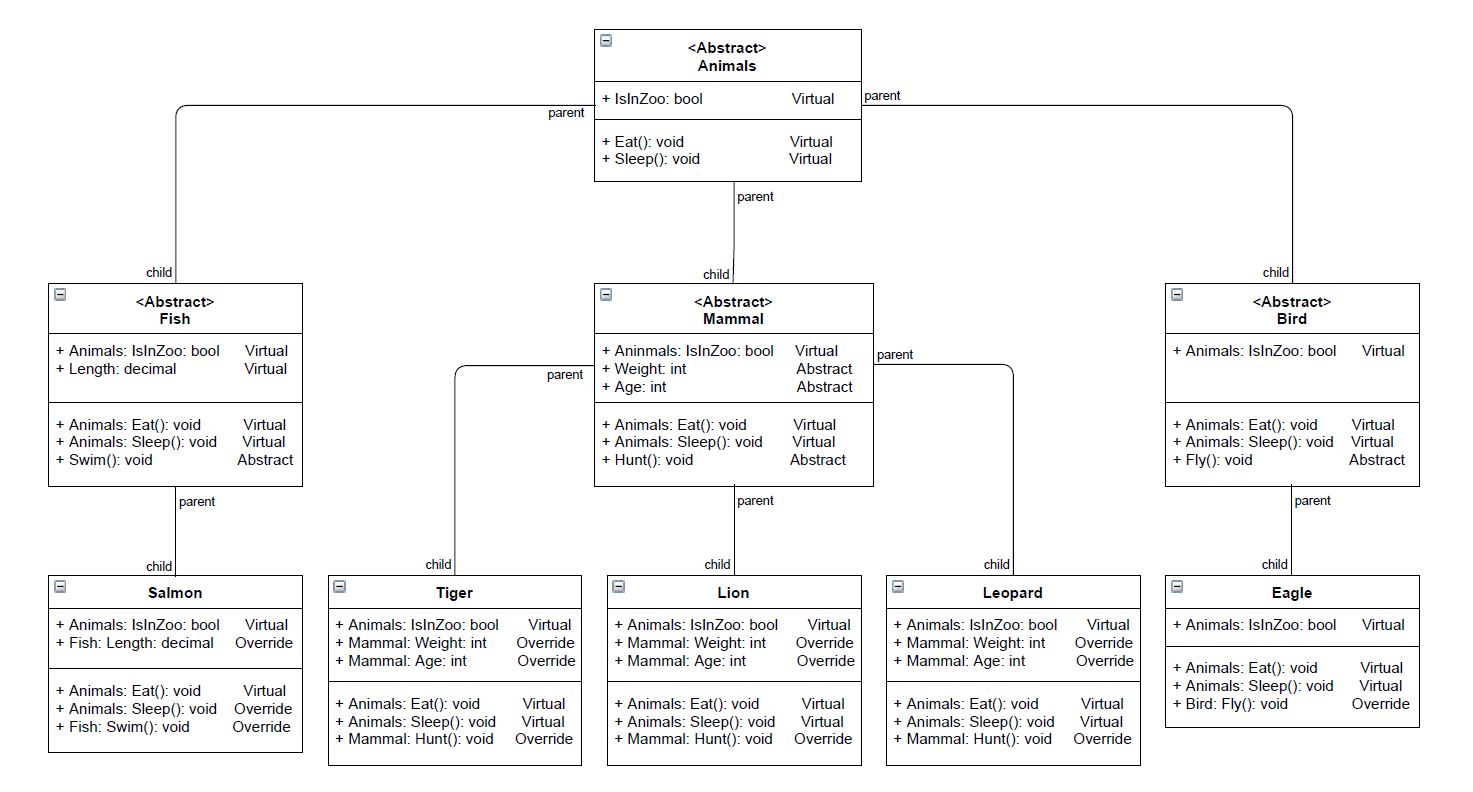 <Abstract>
Animals
+ IsInZoo: bool Virtual
+ Eat(): void Virtual
+ Sleep(): void Virtual
parent
parent
parent
child
child
child
<Abstract>
Fish
+ Animals: IsInZoo: bool Virtual
+ Length: decimal Virtual
+ Animals: Eat(): void Virtual
+ Animals: Sleep(): void Virtual
+ Swim(): void Abstract
<Abstract>
Mammal
+ Aninmals: IsInZoo: bool Virtual
+ Weight: int Abstract
+ Age: int Abstract
+ Animals: Eat(): void Virtual
+ Animals: Sleep(): void Virtual
+ Hunt(): void Abstract
<Abstract>
Bird
+ Animals: IsInZoo: bool Virtual
+ Animals: Eat(): void Virtual
+ Animals: Sleep(): void Virtual
+ Fly(): void Abstract
parent
parent
parent
parent
parent
child
child
child
child
child
Salmon
+ Animals: IsInZoo: bool Virtual
+ Fish: Length: decimal Override
+ Animals: Eat(): void Virtual
+ Animals: Sleep(): void Override
+ Fish: Swim(): void Override
Tiger
+ Animals: IsInZoo: bool Virtual
+ Mammal: Weight: int Override
+ Mammal: Age: int Override
+ Animals: Eat(): void Virtual
+ Animals: Sleep(): void Virtual
+ Mammal: Hunt(): void Override
Lion
+ Animals: IsInZoo: bool Virtual
+ Mammal: Weight: int Override
+ Mammal: Age: int Override
+ Animals: Eat(): void Virtual
+ Animals: Sleep(): void Virtual
+ Mammal: Hunt(): void Override
Leopard
+ Animals: IsInZoo: bool Virtual
+ Mammal: Weight: int Override
+ Mammal: Age: int Override
+ Animals: Eat(): void Virtual
+ Animals: Sleep(): void Virtual
+ Mammal: Hunt(): void Override
Eagle
+ Animals: IsInZoo: bool Virtual
+ Animals: Eat(): void Virtual
+ Animals: Sleep(): void Virtual
+ Bird: Fly(): void Override